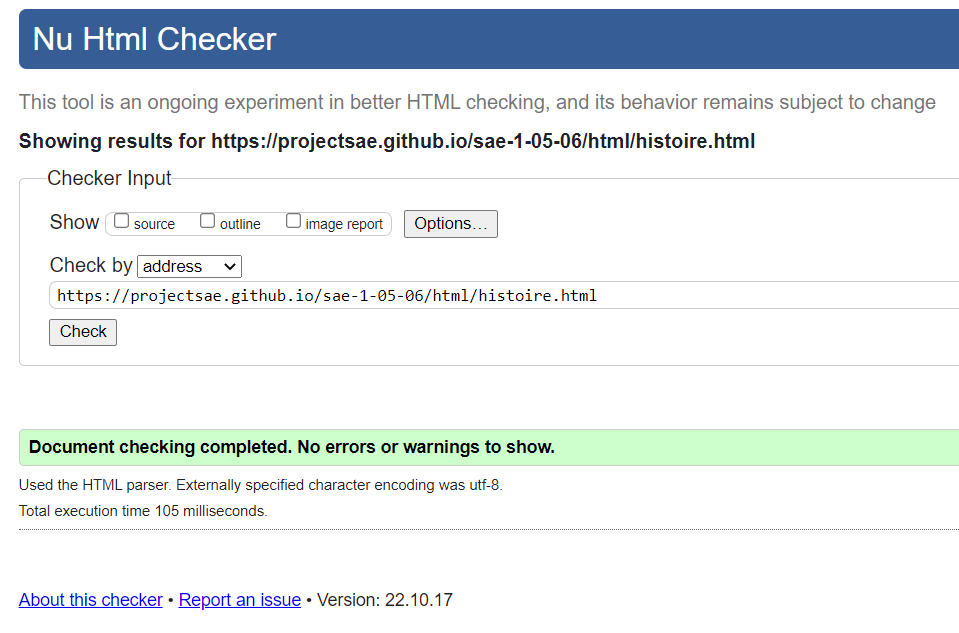 Nu Html Checker
This tool is an ongoing experiment in better HTML checking, and its behavior remains subject to change
Showing results for https://projectsae.github.io/sae-1-05-06/html/histoire.html
Checker Input
Show source outline image report Options...
Check by address
https://projectsae.github.io/sae-1-05-06/html/histoire.html
Check
Document checking completed. No errors or warnings to show.
Used the HTML parser. Externally specified character encoding was utf-8.
Total execution time 105 milliseconds.
About this checker • Report an issue • Version: 22.10.17